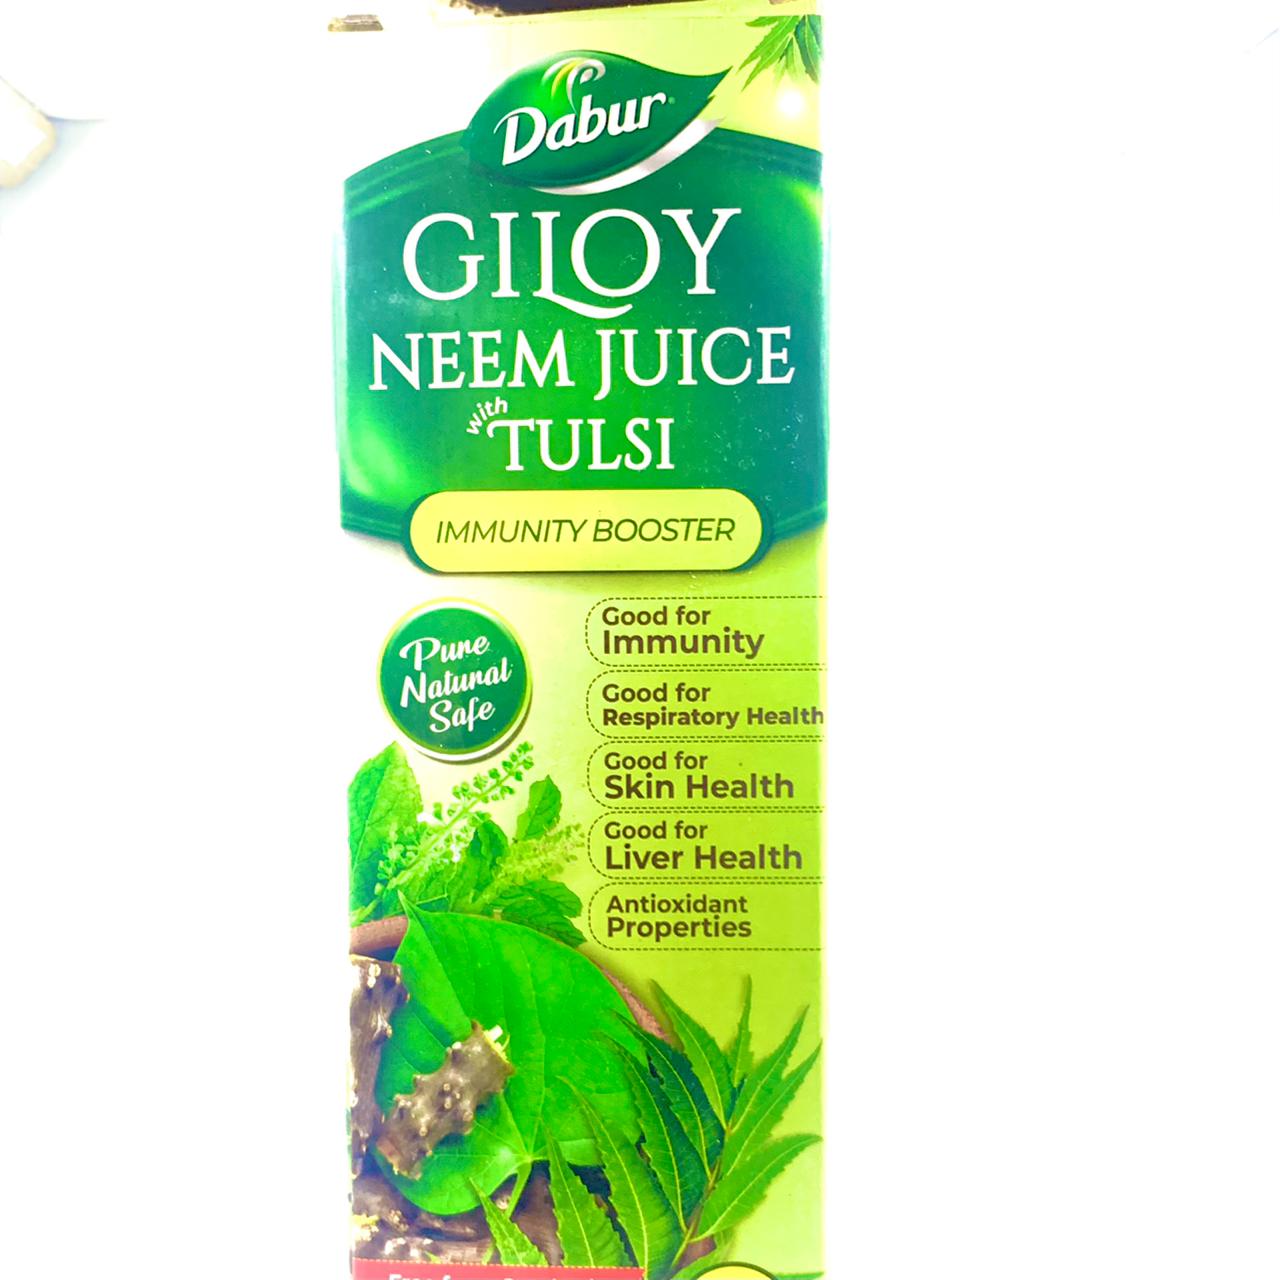 Dabur
GILOY
NEEM JUICE
with
TULSI
IMMUNITY BOOSTER
Pure
Natural
Safe
Good for
Immunity
Good for
Respiratory Health
Good for
Skin Health
Good for
Liver Health
Antioxidant
Properties